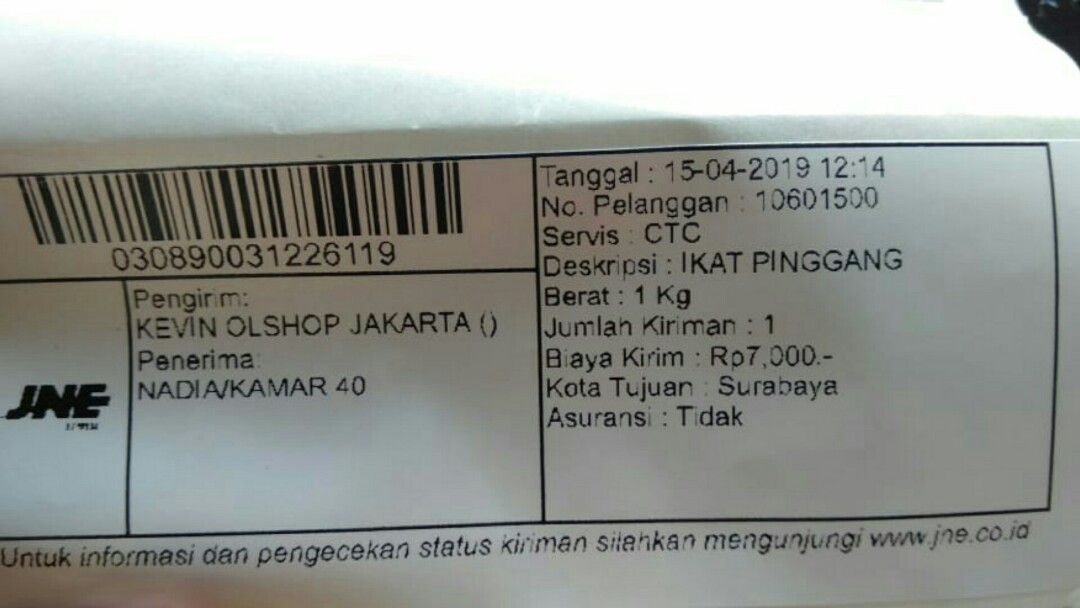 030890031226119
Pengirim:
KEVIN OLSHOP JAKARTA ()
Penerima:
NADIA/KAMAR 40
JNE
Tanggal : 15-04-2019 12:14
No. Pelanggan : 10601500
Servis : CTC
Deskripsi : IKAT PINGGANG
Berat : 1 Kg
Jumlah Kiriman : 1
Biaya Kirim : Rp7,000.-
Kota Tujuan : Surabaya
Asuransi : Tidak
Untuk informasi dan pengecekan status kiriman silahkan mengunjungi www.jne.co.id